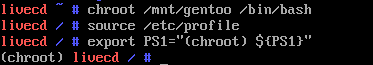 livecd ~ # chroot /mnt/gentoo /bin/bash
livecd / # source /etc/profile
livecd / # export PS1="(chroot) ${PS1}"
(chroot) livecd / #